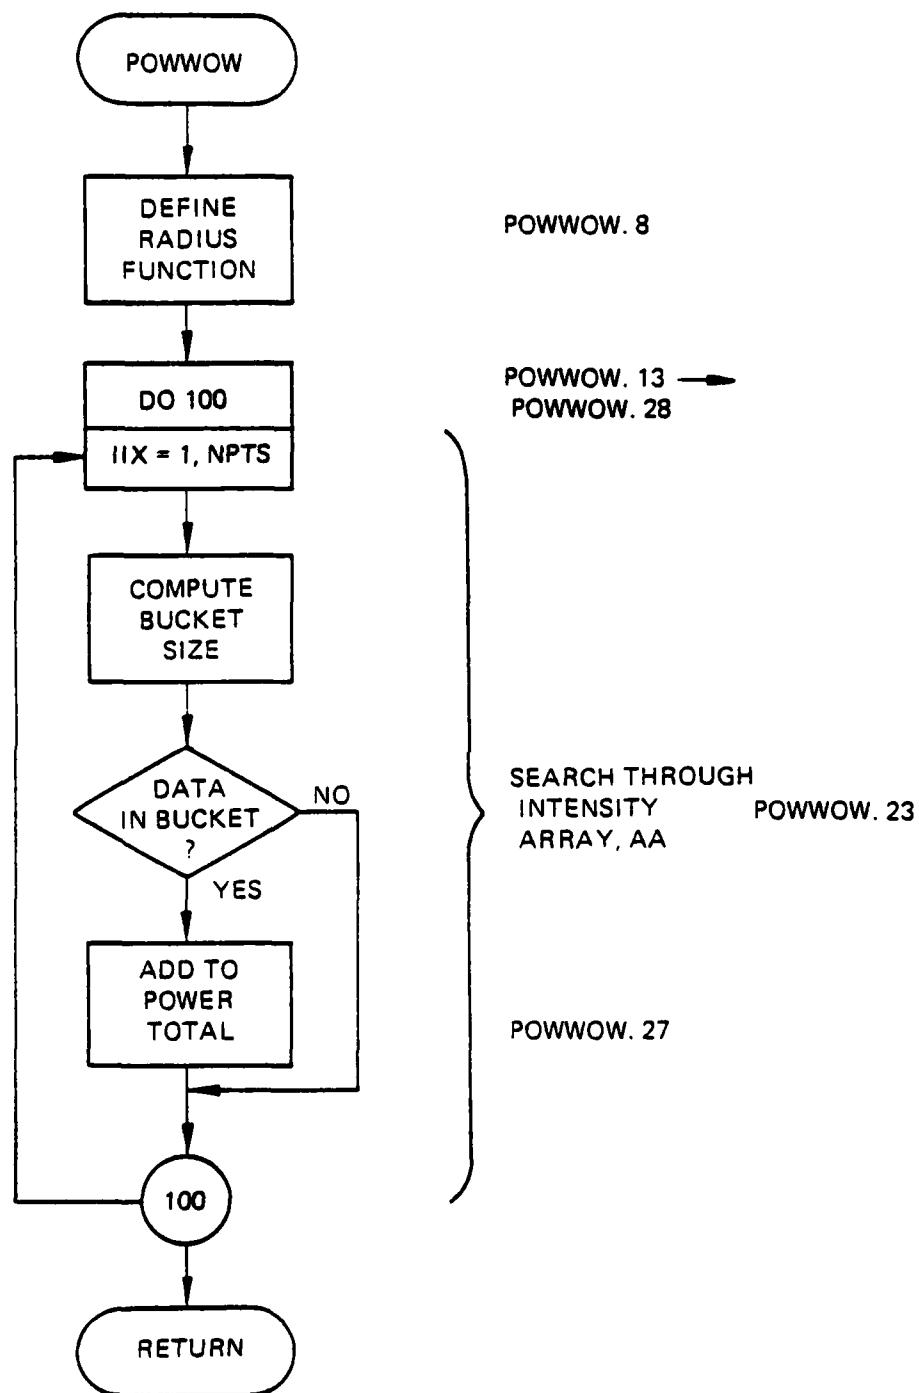 POWWOW
DEFINE
RADIUS
FUNCTION
POWWOW. 8
DO 100
IIX = 1, NPTS
POWWOW. 13
POWWOW. 28
COMPUTE
BUCKET
SIZE
DATA
IN BUCKET
?
NO
YES
SEARCH THROUGH
INTENSITY
ARRAY, AA
POWWOW. 23
ADD TO
POWER
TOTAL
POWWOW. 27
100
RETURN